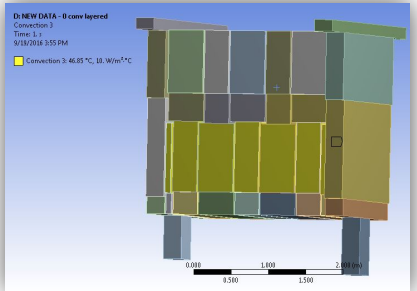 D: NEW DATA - 0 conv layered
Convection 3
Time: 1. s
9/18/2016 3:55 PM
Convection 3: 46.85 °C, 10. W/m²·°C
0.000 1.000 2.000 (m)
0.500 1.500